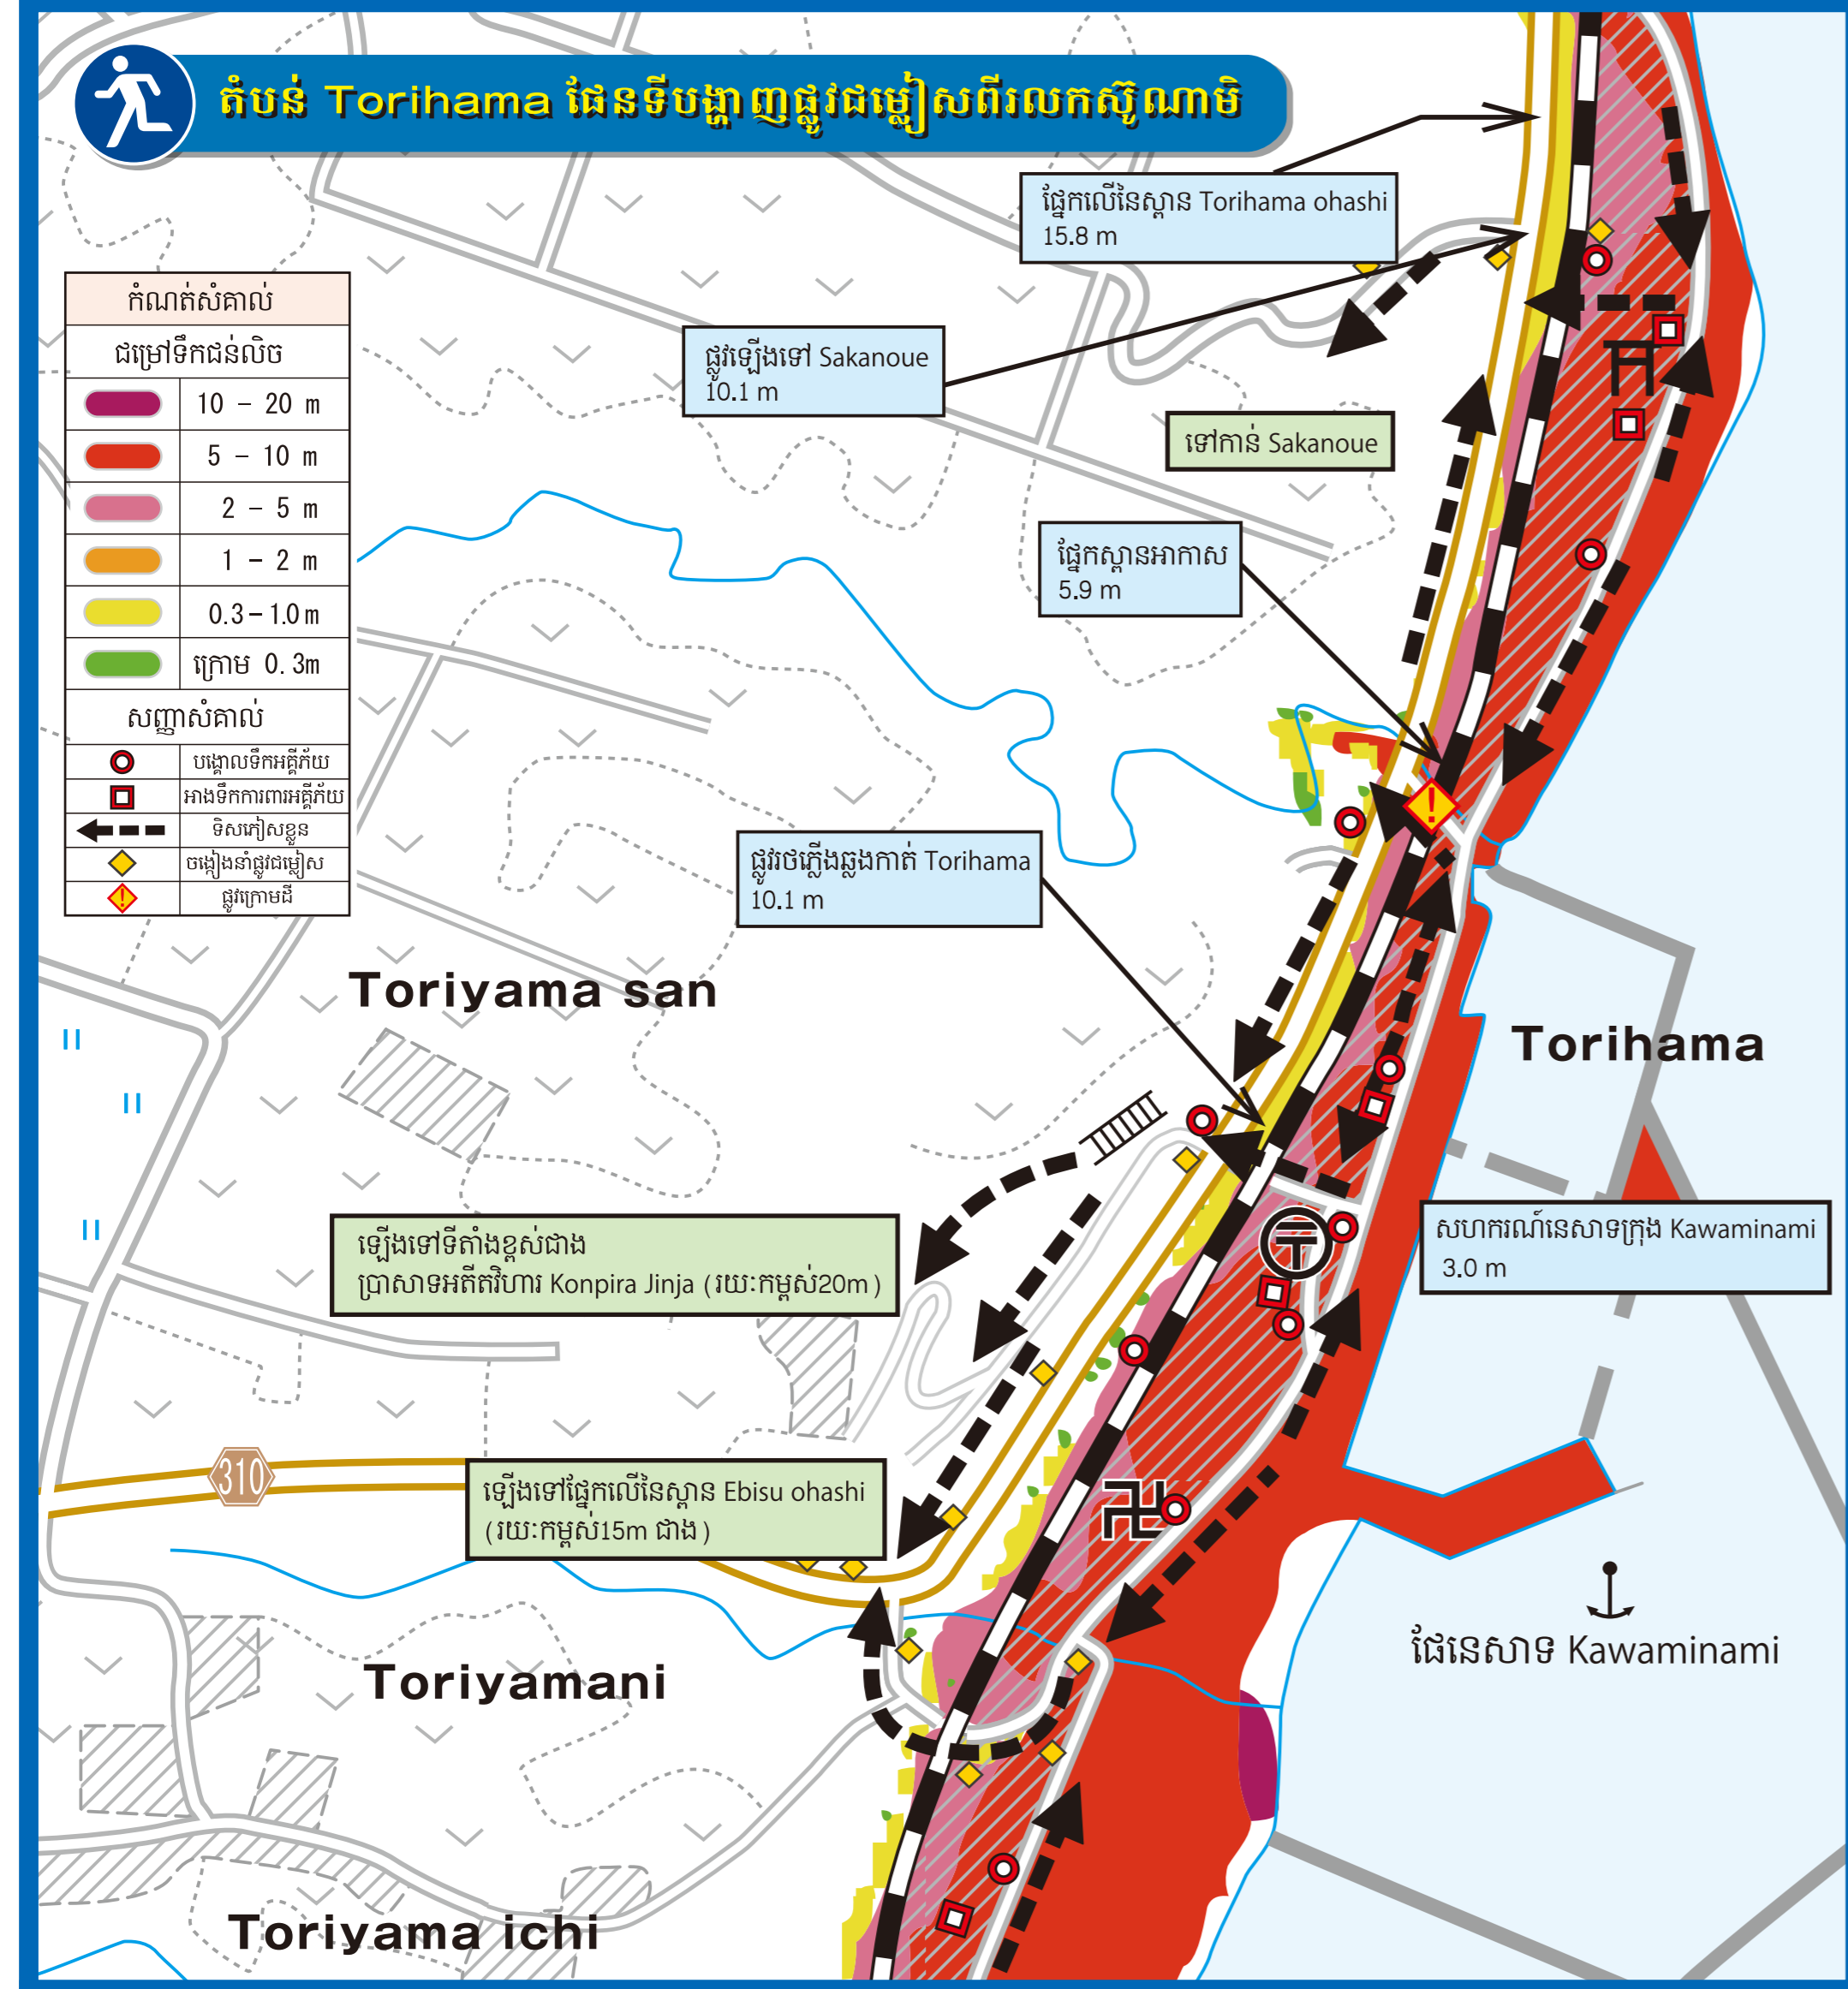 តំបន់ Torihama ផែនទីបង្ហាញផ្លូវជម្លៀសពីរលកស៊ូណាមិ
ផ្នែកលើនៃស្ពាន Torihama ohashi
15.8 m
កំណត់សំគាល់
ជម្រៅទឹកជន់លិច
10 – 20 m
5 – 10 m
2 – 5 m
1 – 2 m
0.3 – 1.0 m
ក្រោម 0.3m
សញ្ញាសំគាល់
បង្គោលទឹកអគ្គីភ័យ
អាងទឹកការពារអគ្គីភ័យ
ទិសភៀសខ្លួន
ចង្កៀងនាំផ្លូវជម្លៀស
ផ្លូវក្រោមដី
ផ្លូវឡើងទៅ Sakanoue
10.1 m
ទៅកាន់ Sakanoue
ផ្នែកស្ពានអាកាស
5.9 m
ផ្លូវរថភ្លើងឆ្លងកាត់ Torihama
10.1 m
Toriyama san
Torihama
សហករណ៍នេសាទក្រុង Kawaminami
3.0 m
ឡើងទៅទីតាំងខ្ពស់ជាង
ប្រាសាទអតីតវិហារ Konpira Jinja (រយៈកម្ពស់20m)
310
ឡើងទៅផ្នែកលើនៃស្ពាន Ebisu ohashi
(រយៈកម្ពស់15m ជាង)
ផែនេសាទ Kawaminami
Toriyamani
Toriyama ichi